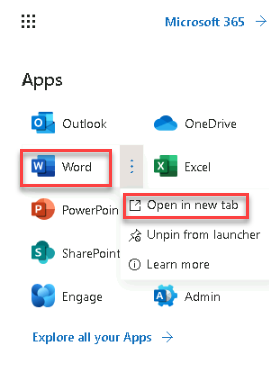 Microsoft 365 →
Apps
Outlook
OneDrive
Word
Excel
Open in new tab
PowerPoin
Unpin from launcher
SharePoint
Learn more
Engage
Admin
Explore all your Apps →